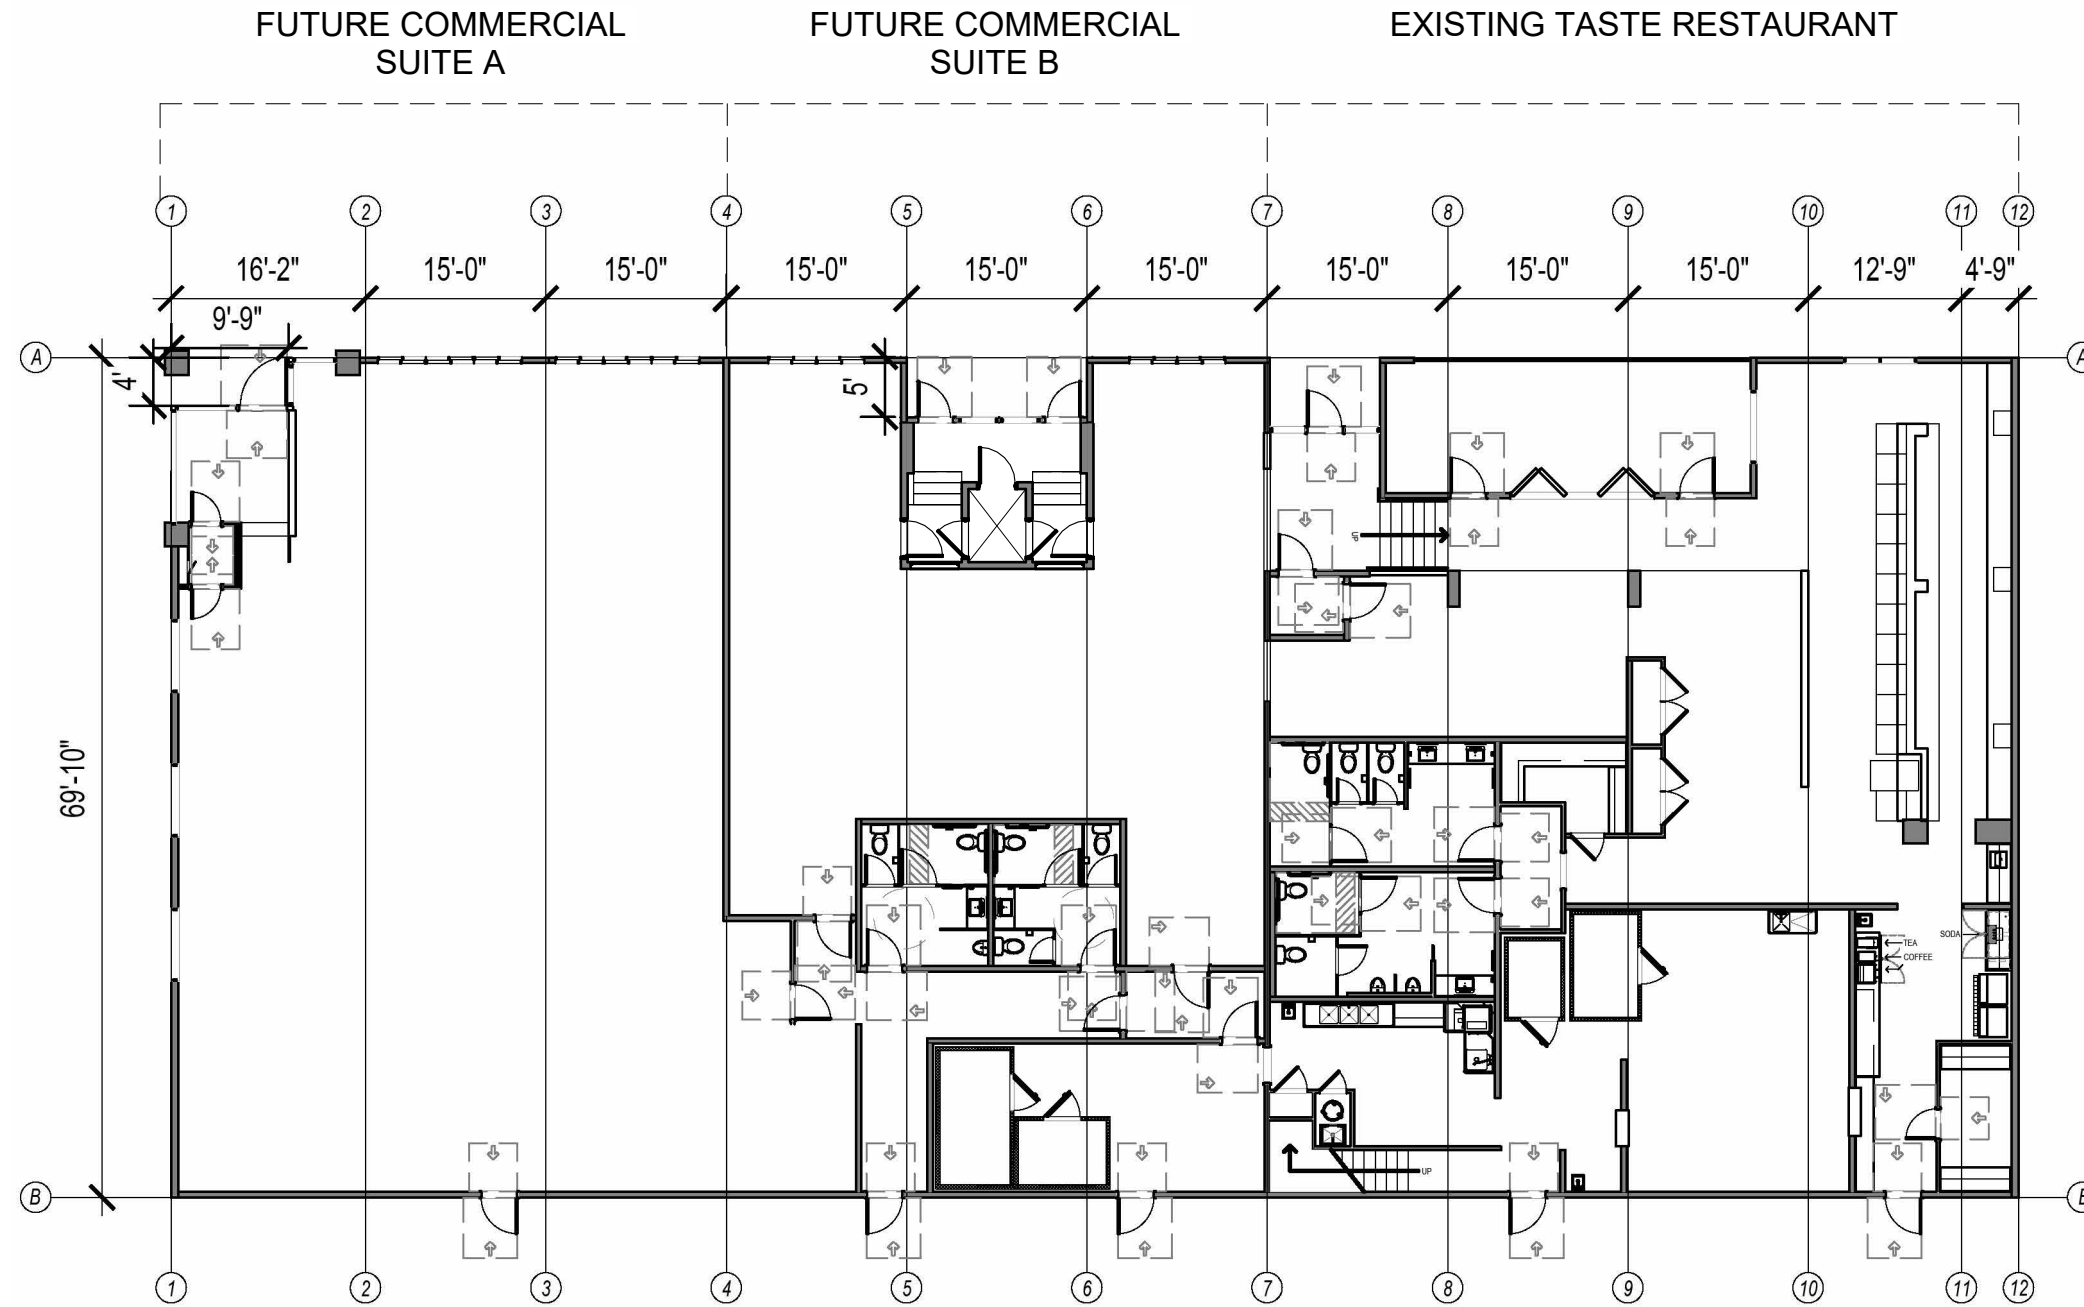 FUTURE COMMERCIAL FUTURE COMMERCIAL EXISTING TASTE RESTAURANT
SUITE A SUITE B
1 2 3 4 5 6 7 8 9 10 11 12
16'-2" 15'-0" 15'-0" 15'-0" 15'-0" 15'-0" 15'-0" 15'-0" 15'-0" 12'-9" 4'-9"
9'-9"
A A
4' 5'
UP
69'-10"
SODA TEA
COFFEE
UP
B B
1 2 3 4 5 6 7 8 9 10 11 12